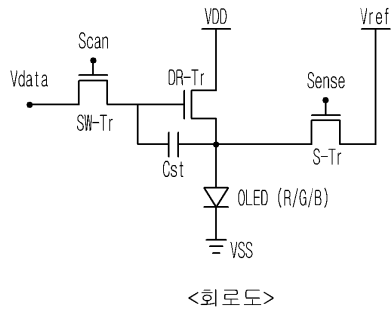 VDD
Vref
Scan
Vdata
DR-Tr
Sense
SW-Tr
Cst
S-Tr
OLED (R/G/B)
VSS
<회로도>